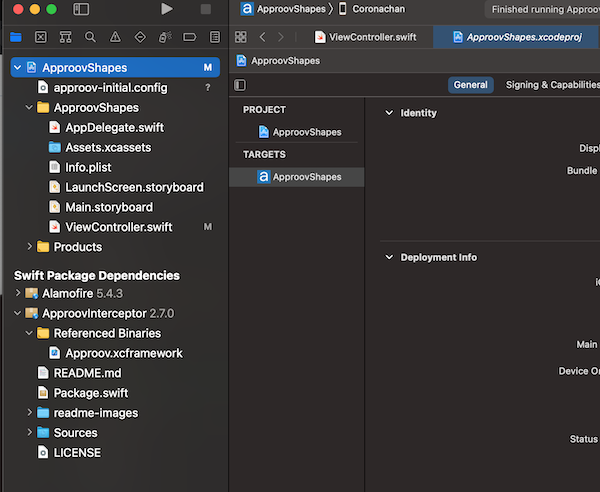 ApproovShapes
Coronachan
Finished running Approov
ViewController.swift
ApproovShapes.xcodeproj
ApproovShapes M
ApproovShapes
approov-initial.config ?
General
Signing & Capabilities
ApproovShapes
PROJECT
Identity
AppDelegate.swift
ApproovShapes
Assets.xcassets
Displ
TARGETS
Info.plist
Bundle
ApproovShapes
LaunchScreen.storyboard
Main.storyboard
ViewController.swift M
Products
Deployment Info
Swift Package Dependencies
Alamofire 5.4.3
ApproovInterceptor 2.7.0
Referenced Binaries
Main
Approov.xcframework
README.md
Device Or
Package.swift
readme-images
Sources
Status
LICENSE